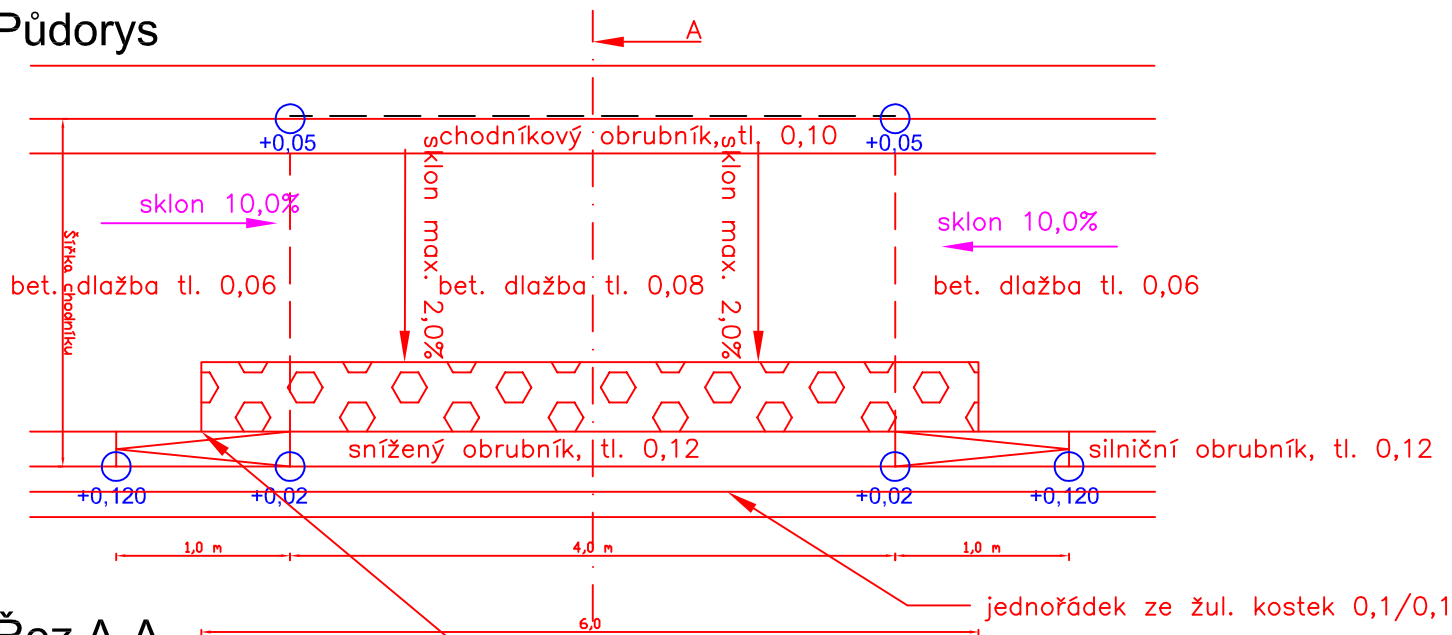 Půdorys
A
+0,05
chodníkový obrubník, tl. 0,10
+0,05
sklon 10,0%
sklon max. 2,0%
sklon max. 2,0%
sklon 10,0%
šířka chodníku
bet. dlažba tl. 0,06
bet. dlažba tl. 0,08
bet. dlažba tl. 0,06
snížený obrubník, tl. 0,12
silniční obrubník, tl. 0,12
+0,120
+0,02
+0,02
+0,120
1,0 m
4,0 m
1,0 m
jednořádek ze žul. kostek 0,1/0,1
6,0
Řez A-A